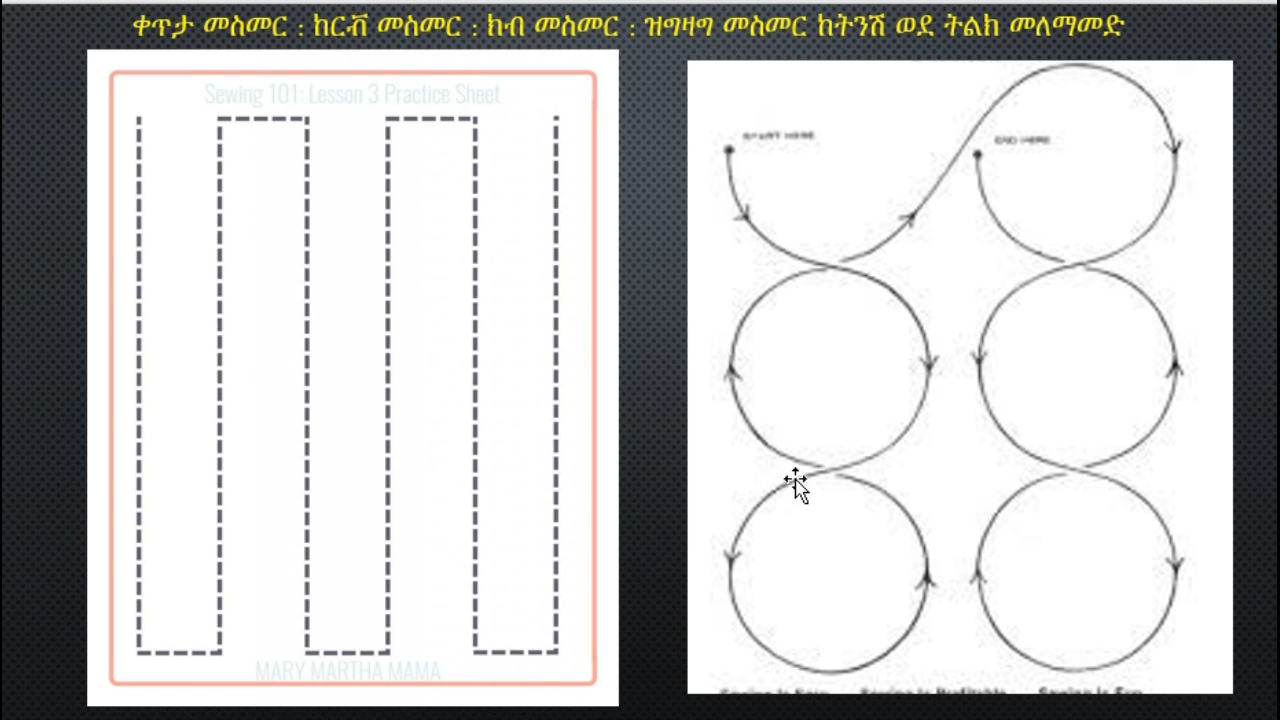 ቀጥታ መስመር : ከርቭ መስመር : ክብ መስመር : ዝግዛግ መስመር ከትንሽ ወደ ትልክ መለማመድ
Sewing 101: Lesson 3 Practice Sheet
START HERE
END HERE
MARY MARTHA MAMA